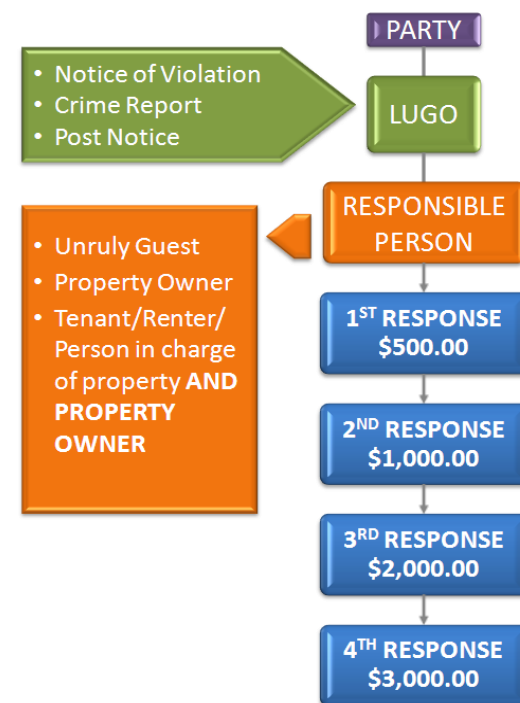 PARTY
• Notice of Violation
• Crime Report
• Post Notice
LUGO
RESPONSIBLE
PERSON
• Unruly Guest
• Property Owner
• Tenant/Renter/
Person in charge
of property AND
PROPERTY
OWNER
1ST RESPONSE
$500.00
2ND RESPONSE
$1,000.00
3RD RESPONSE
$2,000.00
4TH RESPONSE
$3,000.00